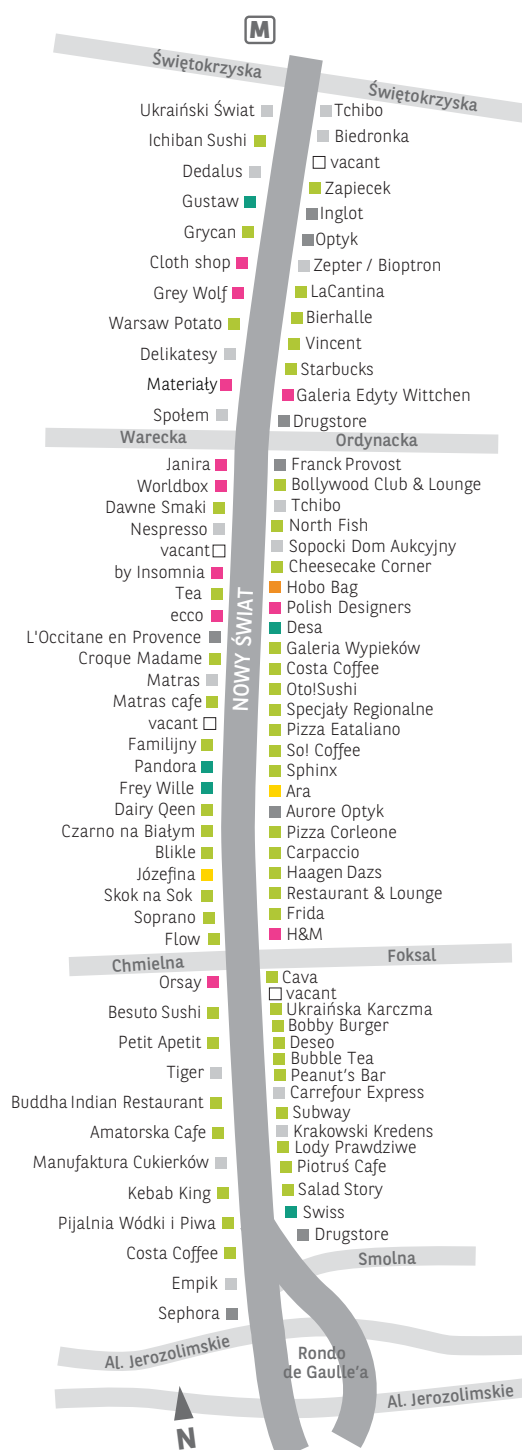 M
Świętokrzyska
Świętokrzyska
Ukraiński Świat
Ichiban Sushi
Dedalus
Gustaw
Grycan
Cloth shop
Grey Wolf
Warsaw Potato
Delikatesy
Materiały
Społem
Tchibo
Biedronka
vacant
Zapiecek
Inglot
Optyk
Zepter / Bioptron
LaCantina
Bierhalle
Vincent
Starbucks
Galeria Edyty Wittchen
Drugstore
Warecka
Ordynacka
Janira
Worldbox
Dawne Smaki
Nespresso
vacant
by Insomnia
Tea
ecco
L'Occitane en Provence
Croque Madame
Matras
Matras cafe
vacant
Familijny
Pandora
Frey Wille
Dairy Qeen
Czarno na Białym
Blikle
Józefina
Skok na Sok
Soprano
Flow
NOWY ŚWIAT
Franck Provost
Bollywood Club & Lounge
Tchibo
North Fish
Sopocki Dom Aukcyjny
Cheesecake Corner
Hobo Bag
Polish Designers
Desa
Galeria Wypieków
Costa Coffee
Oto!Sushi
Specjały Regionalne
Pizza Eataliano
So! Coffee
Sphinx
Ara
Aurore Optyk
Pizza Corleone
Carpaccio
Haagen Dazs
Restaurant & Lounge
Frida
H&M
Chmielna
Foksal
Orsay
Besuto Sushi
Petit Apetit
Tiger
Buddha Indian Restaurant
Amatorska Cafe
Manufaktura Cukierków
Kebab King
Pijalnia Wódki i Piwa
Costa Coffee
Empik
Sephora
Cava
vacant
Ukraińska Karczma
Bobby Burger
Deseo
Bubble Tea
Peanut's Bar
Carrefour Express
Subway
Krakowski Kredens
Lody Prawdziwe
Piotruś Cafe
Salad Story
Swiss
Drugstore
Smolna
Al. Jerozolimskie
Rondo
de Gaulle'a
Al. Jerozolimskie
N